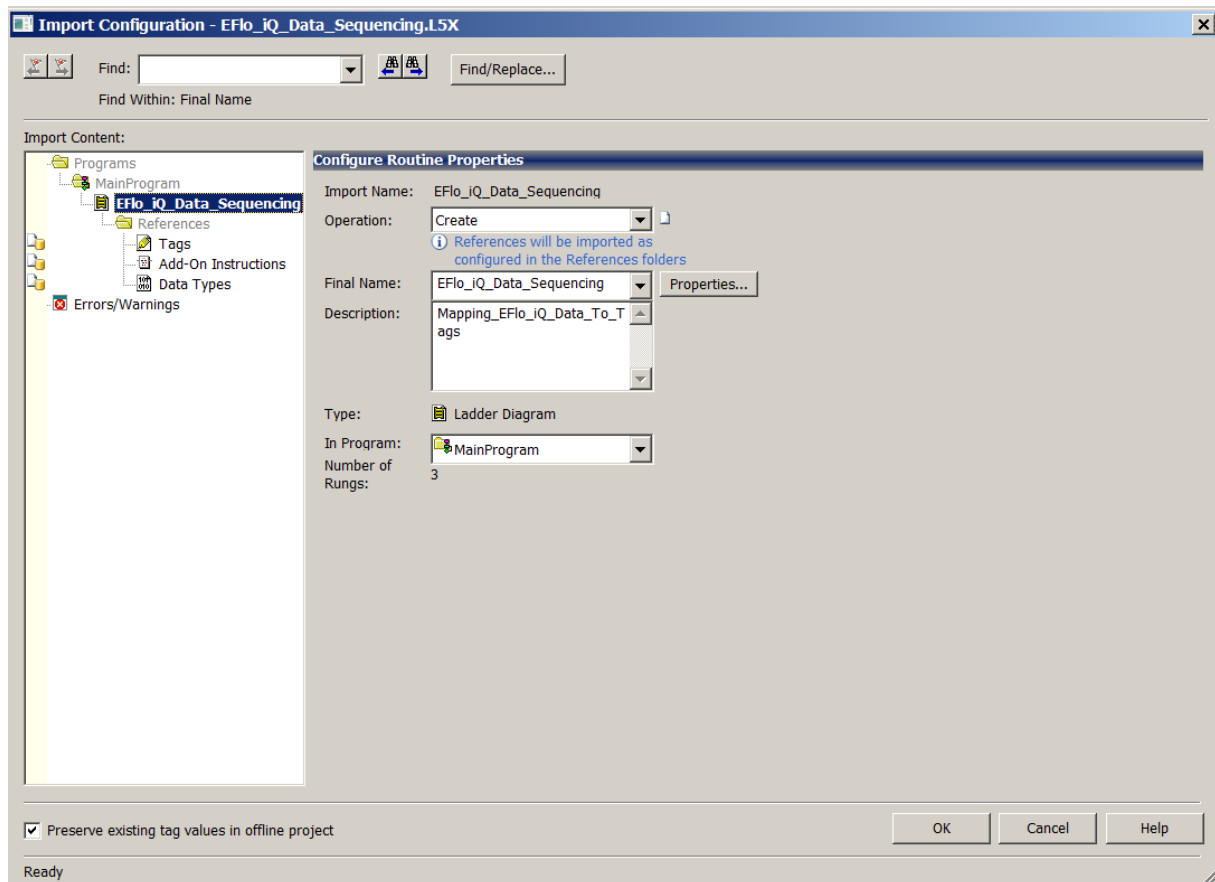 Import Configuration - EFlo_iQ_Data_Sequencing.L5X
Find:
Find/Replace...
Find Within: Final Name
Import Content:
Programs
MainProgram
EFlo_iQ_Data_Sequencing
References
Tags
Add-On Instructions
Data Types
Errors/Warnings
Configure Routine Properties
Import Name: EFlo_iQ_Data_Sequencing
Operation: Create
References will be imported as
configured in the References folders
Final Name: EFlo_iQ_Data_Sequencing Properties...
Description: Mapping_EFlo_iQ_Data_To_T
ags
Type: Ladder Diagram
In Program: MainProgram
Number of
Rungs: 3
Preserve existing tag values in offline project
OK Cancel Help
Ready